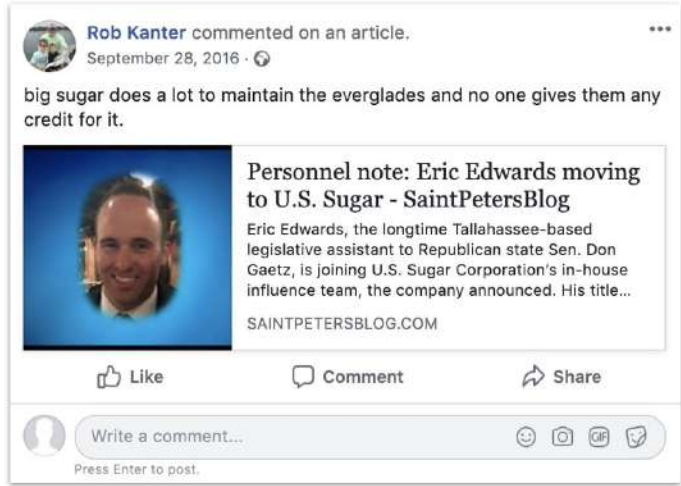 Rob Kanter commented on an article.
September 28, 2016 ·
big sugar does a lot to maintain the everglades and no one gives them any
credit for it.
Personnel note: Eric Edwards moving
to U.S. Sugar - SaintPetersBlog
Eric Edwards, the longtime Tallahassee-based
legislative assistant to Republican state Sen. Don
Gaetz, is joining U.S. Sugar Corporation's in-house
influence team, the company announced. His title...
SAINTPETERSBLOG.COM
Like Comment Share
Write a comment... GIF
Press Enter to post.